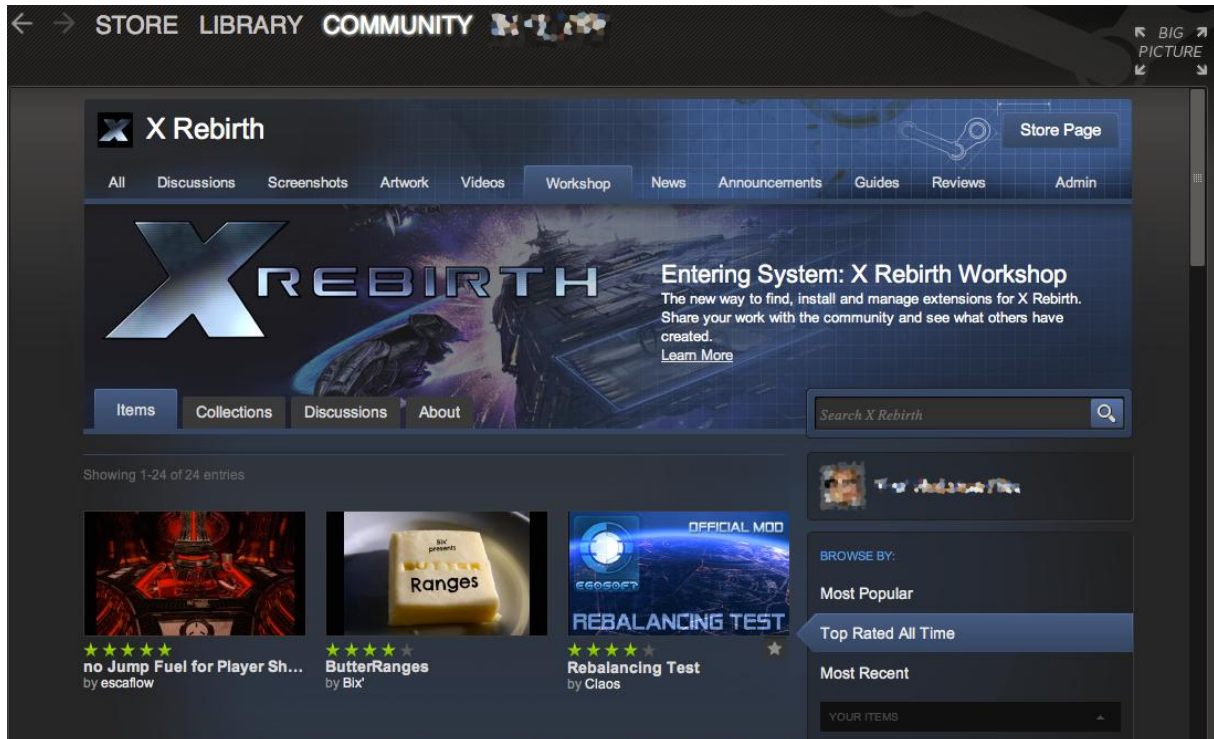 STORE LIBRARY COMMUNITY
BIG
PICTURE
X Rebirth
Store Page
All Discussions Screenshots Artwork Videos Workshop News Announcements Guides Reviews Admin
X REBIRTH
Entering System: X Rebirth Workshop
The new way to find, install and manage extensions for X Rebirth.
Share your work with the community and see what others have
created.
Learn More
Items Collections Discussions About
Search X Rebirth
Showing 1-24 of 24 entries
Bix'
presents
BUTTER
Ranges
OFFICIAL MOD
EGOSOFT
REBALANCING TEST
no Jump Fuel for Player Sh...
by escaflow
ButterRanges
by Bix'
Rebalancing Test
by Claos
BROWSE BY:
Most Popular
Top Rated All Time
Most Recent
YOUR ITEMS